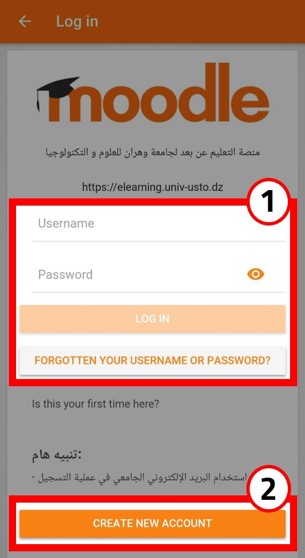 Log in
moodle
منصة التعليم عن بعد لجامعة وهران للعلوم و التكنولوجيا
https://elearning.univ-usto.dz
1
Username
Password
LOG IN
FORGOTTEN YOUR USERNAME OR PASSWORD?
Is this your first time here?
تنبيه هام:
- استخدام البريد الإلكتروني الجامعي في عملية التسجيل
2
CREATE NEW ACCOUNT